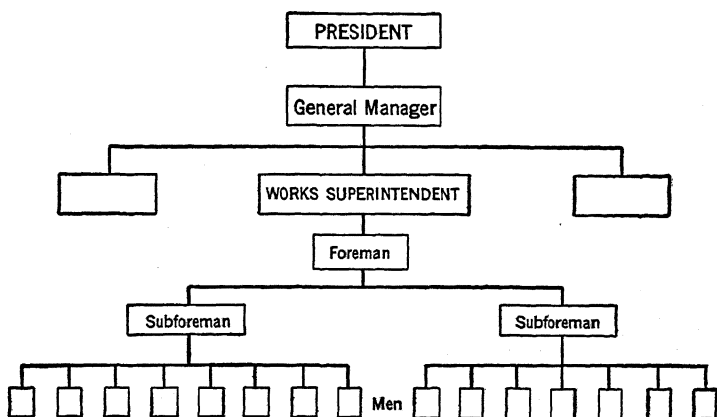 PRESIDENT
General Manager
WORKS SUPERINTENDENT
Foreman
Subforeman
Subforeman
Men